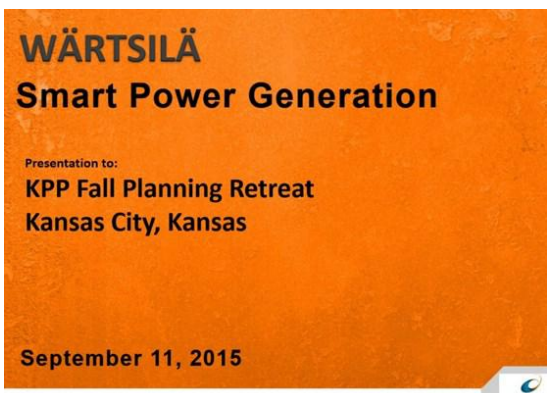 WÄRTSILÄ
Smart Power Generation
Presentation to:
KPP Fall Planning Retreat
Kansas City, Kansas
September 11, 2015